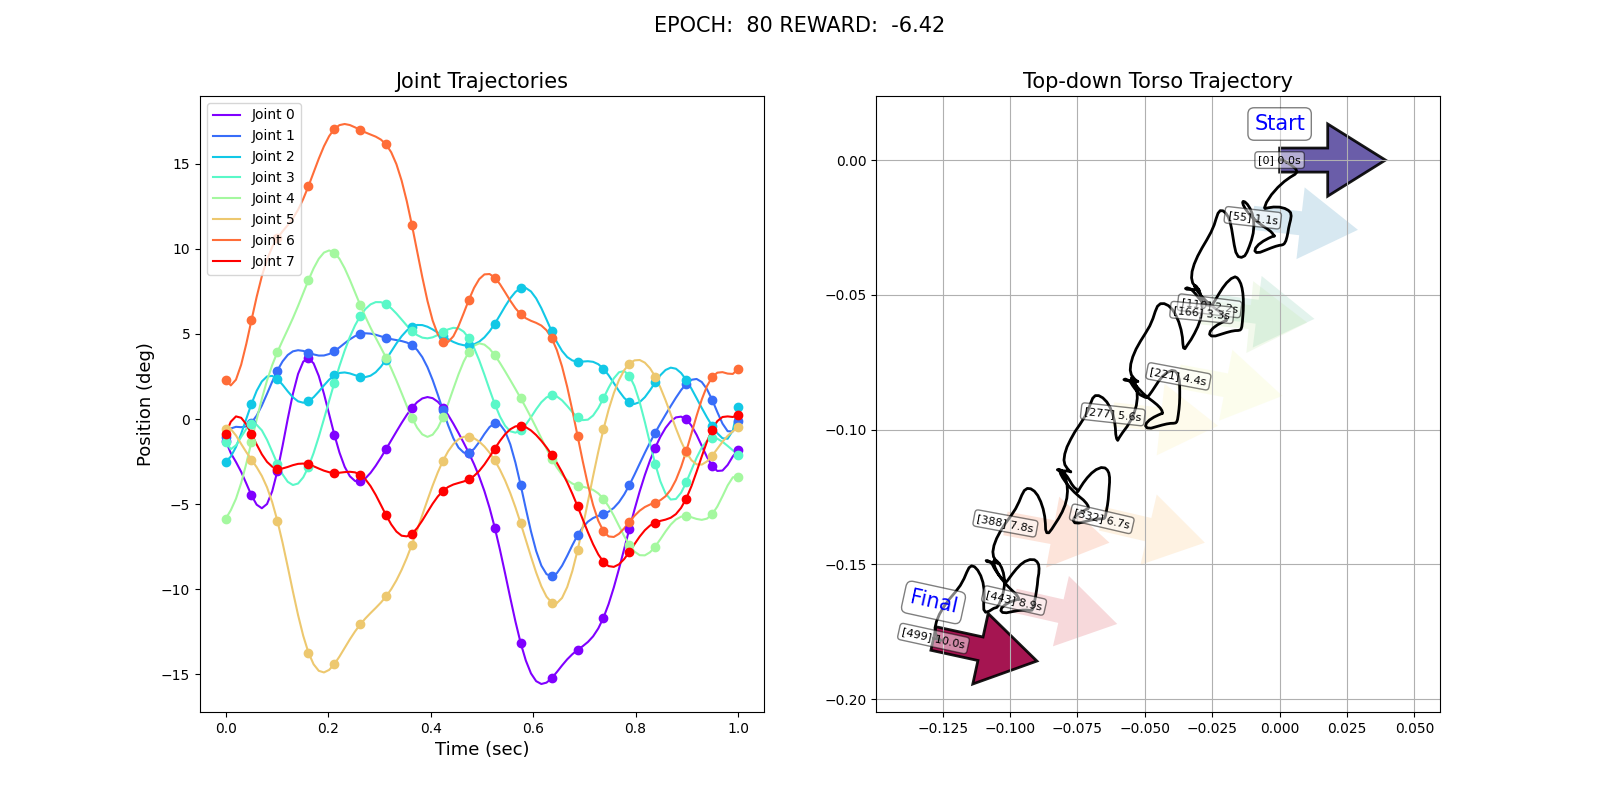 EPOCH:  80 REWARD:  -6.42
Joint Trajectories
Joint 0
Joint 1
Joint 2
Joint 3
Joint 4
Joint 5
Joint 6
Joint 7
15
10
5
0
−5
−10
−15
Position (deg)
0.0
0.2
0.4
0.6
0.8
1.0
Time (sec)
Top-down Torso Trajectory
Start
[0] 0.0s
[55] 1.1s
[166] 3.3s
[221] 4.4s
[277] 5.6s
[332] 6.7s
[388] 7.8s
[443] 8.9s
Final
[499] 10.0s
0.00
−0.05
−0.10
−0.15
−0.20
−0.125
−0.100
−0.075
−0.050
−0.025
0.000
0.025
0.050